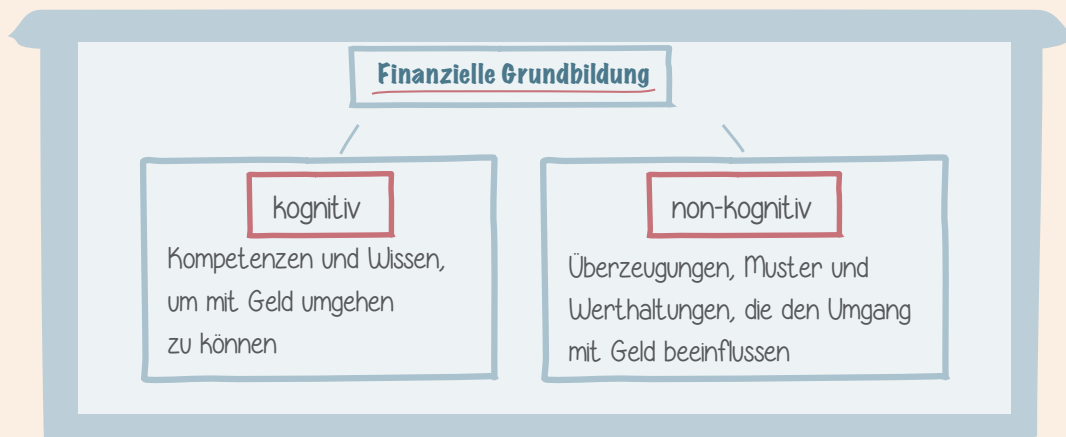 Finanzielle Grundbildung
kognitiv
Kompetenzen und Wissen,
um mit Geld umgehen
zu können
non-kognitiv
Überzeugungen, Muster und
Werthaltungen, die den Umgang
mit Geld beeinflussen